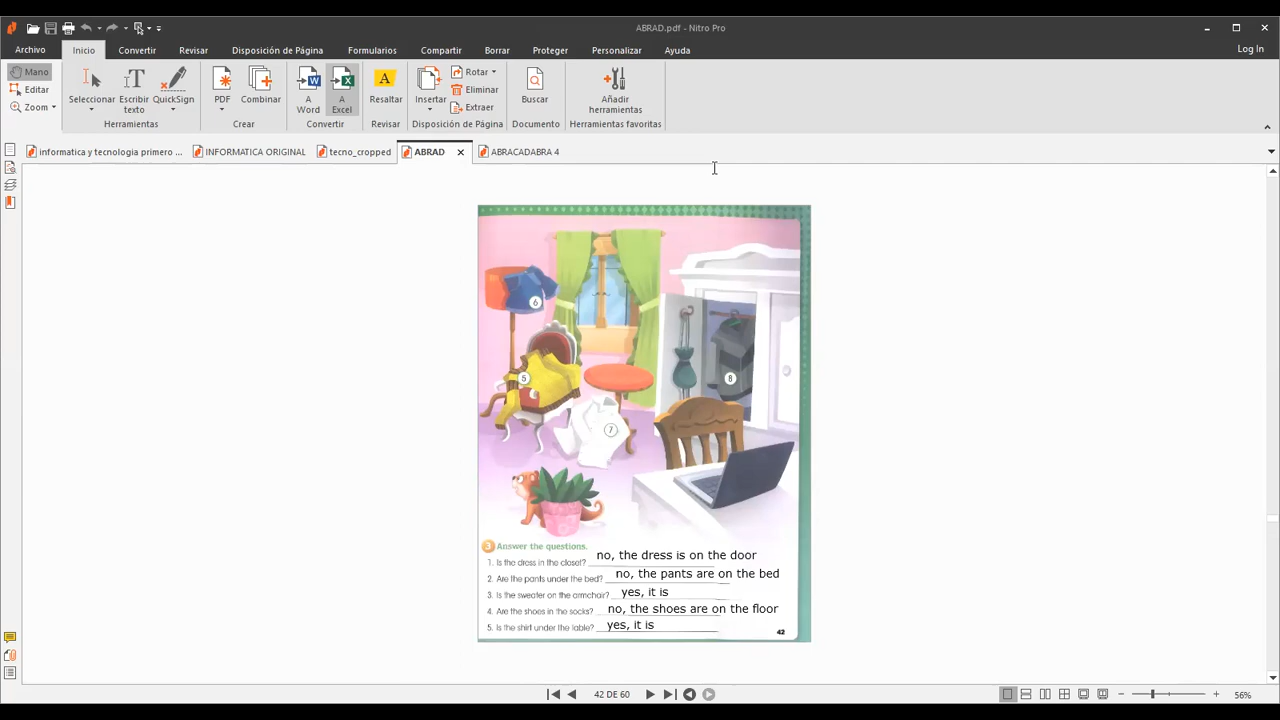 ABRAD.pdf - Nitro Pro
Archivo Inicio Convertir Revisar Disposición de Página Formularios Compartir Borrar Proteger Personalizar Ayuda Log In
Mano
Editar
Zoom
Seleccionar
Escribir texto
QuickSign
Herramientas
PDF
Combinar
Crear
A Word
A Excel
Convertir
A
Resaltar
Revisar
Insertar
Rotar
Eliminar
Extraer
Disposición de Página
Buscar
Documento
Añadir herramientas
Herramientas favoritas
informatica y tecnologia primero ... INFORMATICA ORIGINAL tecno_cropped ABRAD ABRACADABRA 4
6
5
8
7
3 Answer the questions.
1. Is the dress in the closet? no, the dress is on the door
2. Are the pants under the bed? no, the pants are on the bed
3. Is the sweater on the armchair? yes, it is
4. Are the shoes in the socks? no, the shoes are on the floor
5. Is the shirt under the table? yes, it is
42
42 DE 60
56%